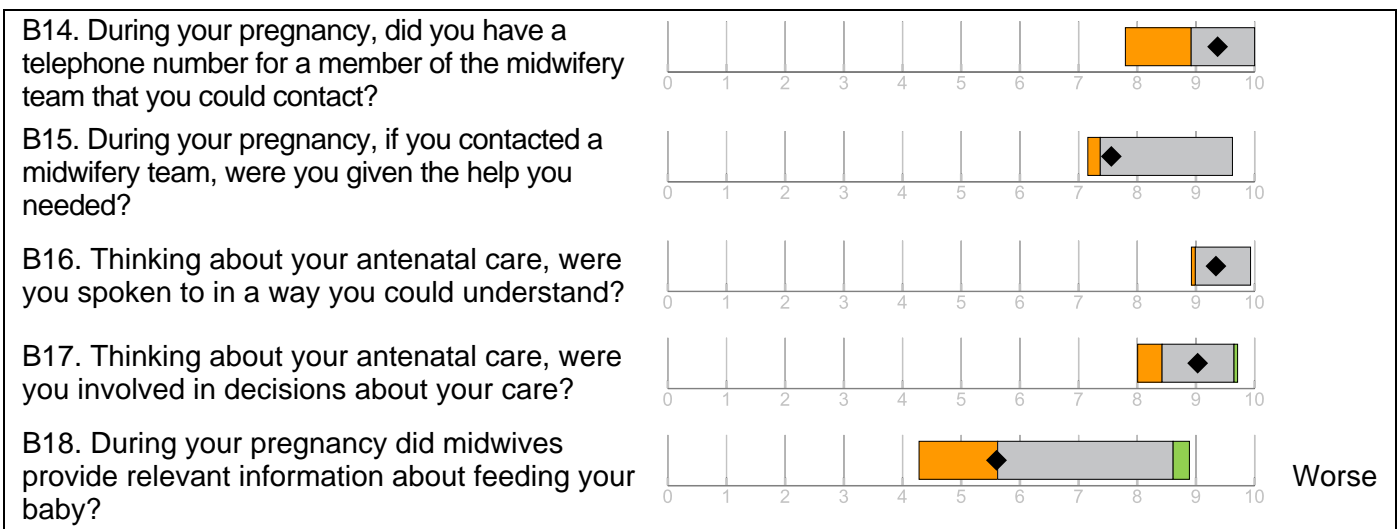 B14. During your pregnancy, did you have a
telephone number for a member of the midwifery
team that you could contact?
0 1 2 3 4 5 6 7 8 9 10
B15. During your pregnancy, if you contacted a
midwifery team, were you given the help you
needed?
0 1 2 3 4 5 6 7 8 9 10
B16. Thinking about your antenatal care, were
you spoken to in a way you could understand?
0 1 2 3 4 5 6 7 8 9 10
B17. Thinking about your antenatal care, were
you involved in decisions about your care?
0 1 2 3 4 5 6 7 8 9 10
B18. During your pregnancy did midwives
provide relevant information about feeding your
baby?
0 1 2 3 4 5 6 7 8 9 10
Worse